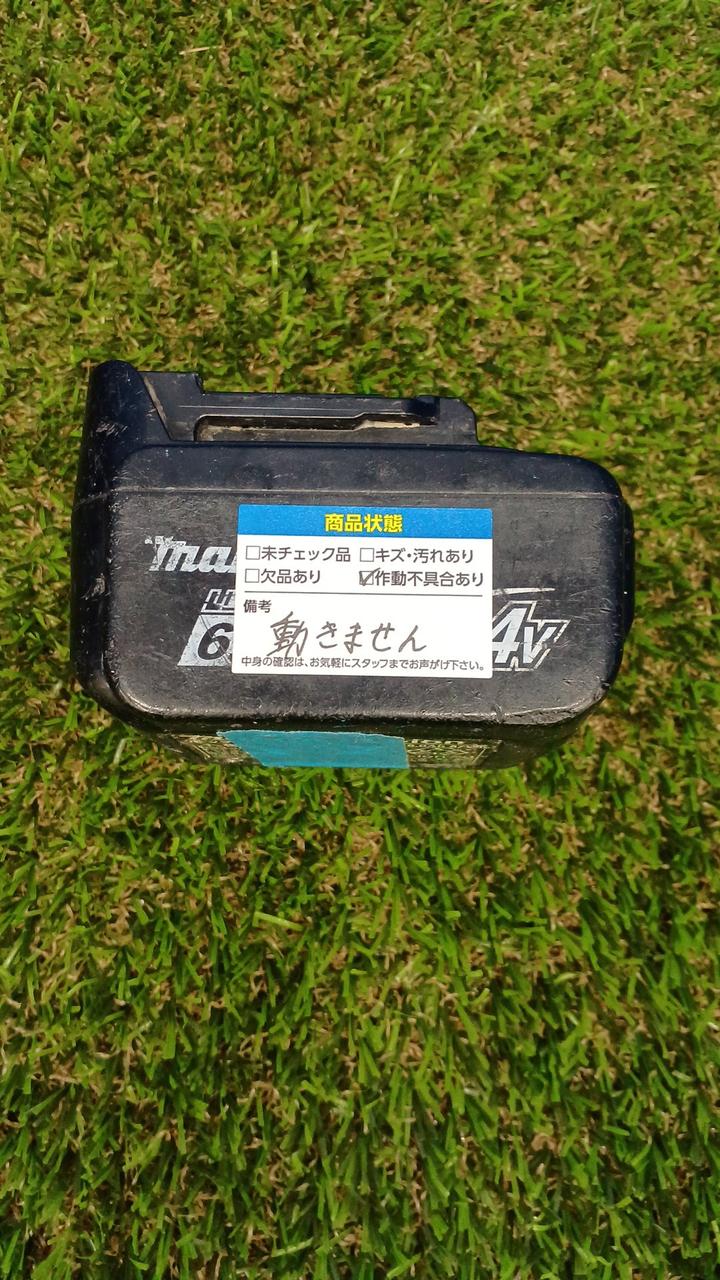 商品状態
□未チェック品 □キズ・汚れあり
□欠品あり ☑作動不具合あり
備考
動きません
中身の確認は、お気軽にスタッフまでお声がけ下さい。
mak
6
4V